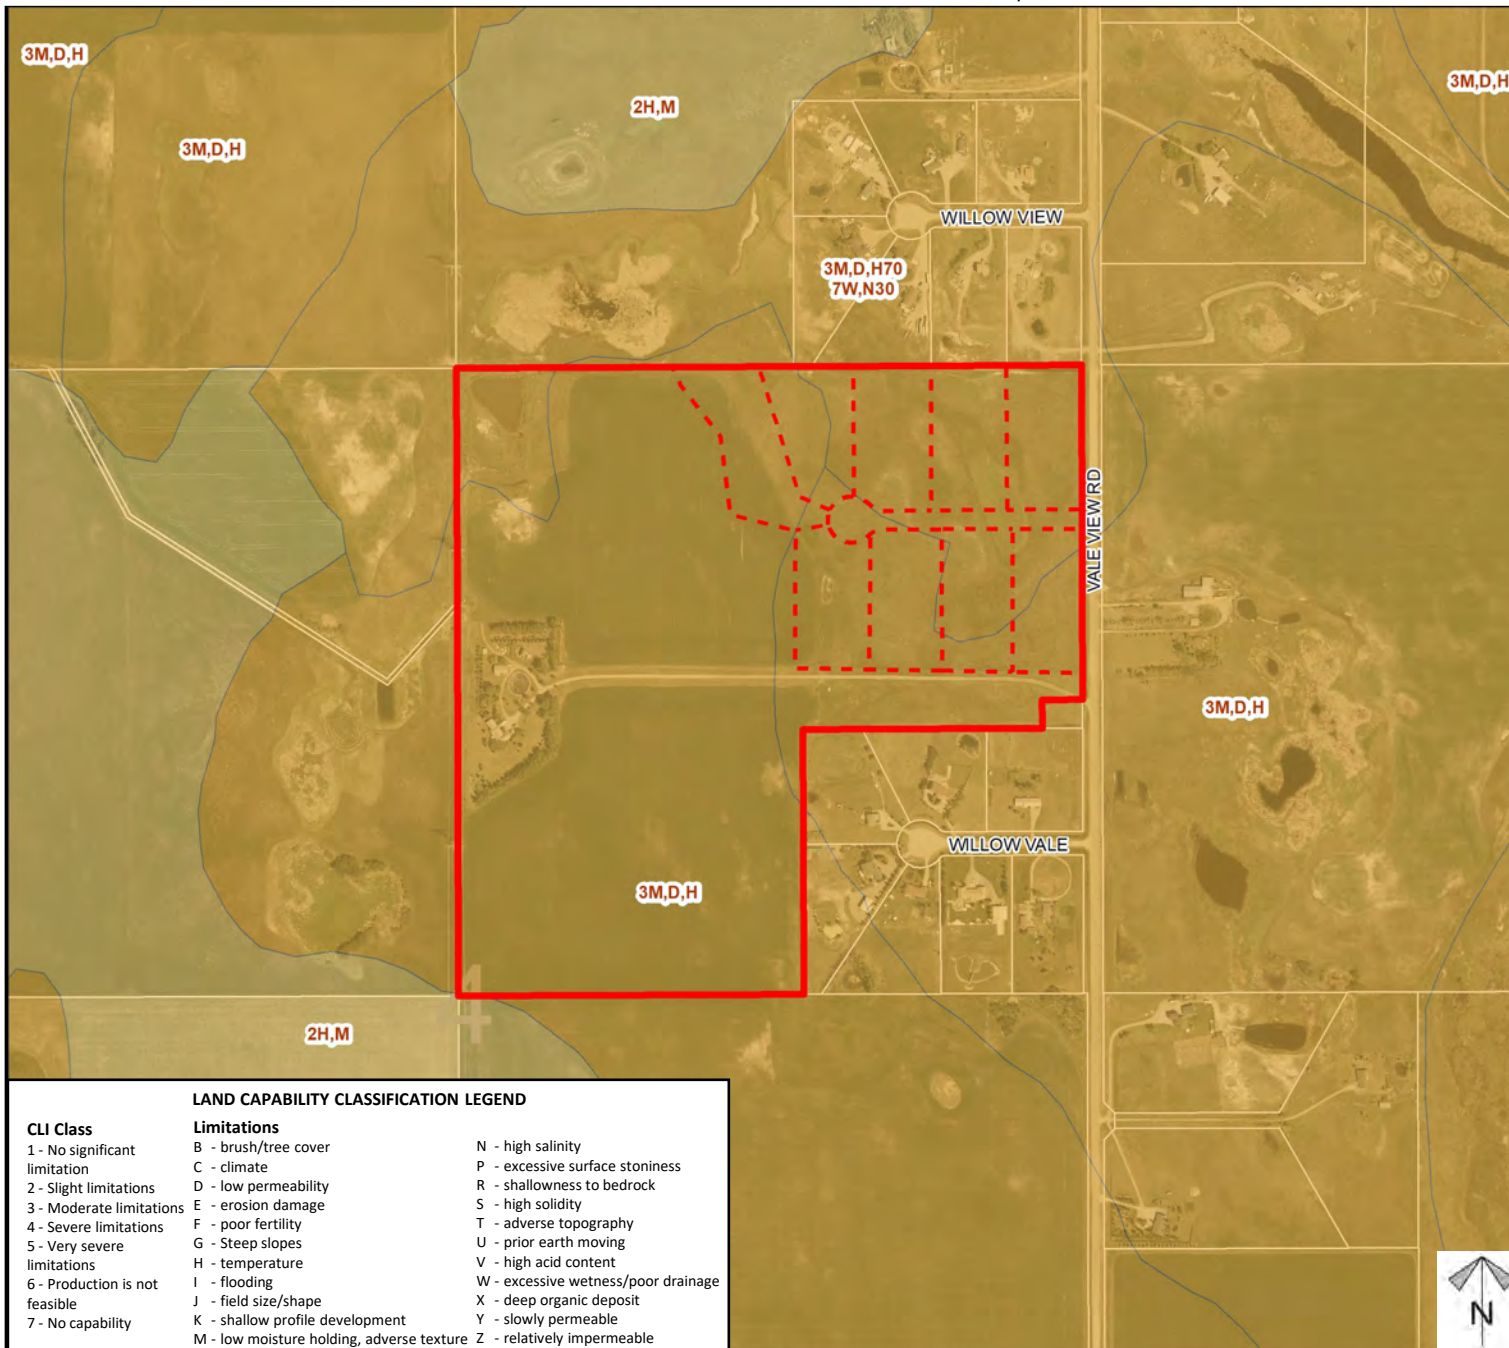 3M,D,H
3M,D,H
2H,M
3M,D,H
WILLOW VIEW
3M,D,H70
7W,N30
VALE VIEW RD
3M,D,H
WILLOW VALE
3M,D,H
2H,M
4
LAND CAPABILITY CLASSIFICATION LEGEND
CLI Class
1 - No significant
limitation
2 - Slight limitations
3 - Moderate limitations
4 - Severe limitations
5 - Very severe
limitations
6 - Production is not
feasible
7 - No capability
Limitations
B - brush/tree cover
C - climate
D - low permeability
E - erosion damage
F - poor fertility
G - Steep slopes
H - temperature
I - flooding
J - field size/shape
K - shallow profile development
M - low moisture holding, adverse texture
N - high salinity
P - excessive surface stoniness
R - shallowness to bedrock
S - high solidity
T - adverse topography
U - prior earth moving
V - high acid content
W - excessive wetness/poor drainage
X - deep organic deposit
Y - slowly permeable
Z - relatively impermeable
N